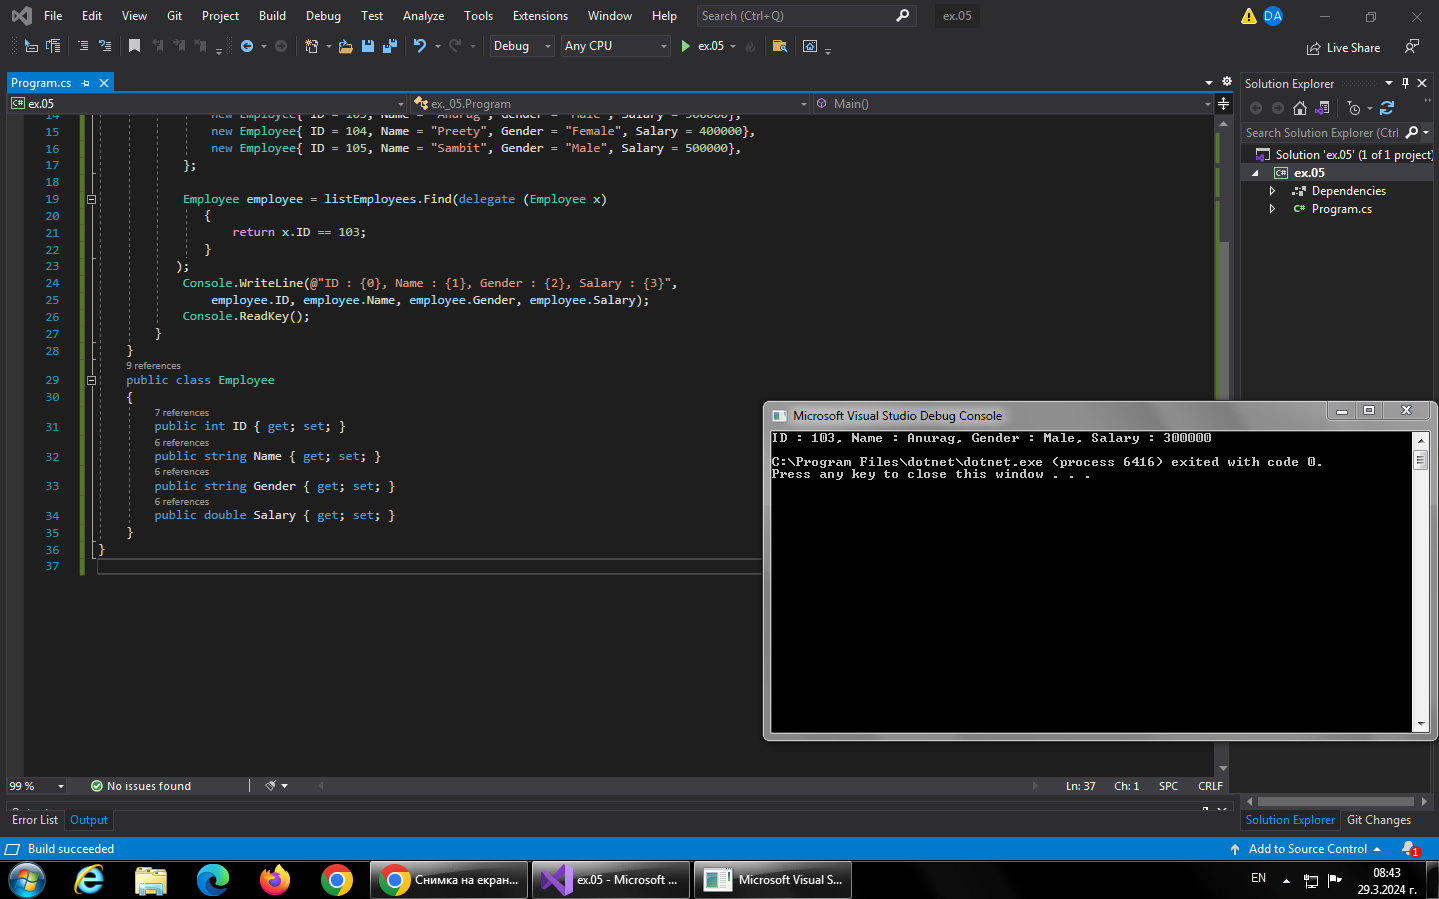 File Edit View Git Project Build Debug Test Analyze Tools Extensions Window Help Search (Ctrl+Q) ex.05 DA
Debug Any CPU ex.05 Live Share
Program.cs
ex.05 ex._05.Program Main()
14 new Employee{ ID = 103, Name = "Anurag", Gender = "Male", Salary = 300000},
15 new Employee{ ID = 104, Name = "Preety", Gender = "Female", Salary = 400000},
16 new Employee{ ID = 105, Name = "Sambit", Gender = "Male", Salary = 500000},
17 };
18
19 Employee employee = listEmployees.Find(delegate (Employee x)
20 {
21 return x.ID == 103;
22 }
23 );
24 Console.WriteLine(@"ID : {0}, Name : {1}, Gender : {2}, Salary : {3}",
25 employee.ID, employee.Name, employee.Gender, employee.Salary);
26 Console.ReadKey();
27 }
28 }
9 references
29 public class Employee
30 {
7 references
31 public int ID { get; set; }
6 references
32 public string Name { get; set; }
6 references
33 public string Gender { get; set; }
6 references
34 public double Salary { get; set; }
35 }
36 }
37
Solution Explorer
Search Solution Explorer (Ctrl
Solution 'ex.05' (1 of 1 project)
C# ex.05
Dependencies
C# Program.cs
Microsoft Visual Studio Debug Console
ID : 103, Name : Anurag, Gender : Male, Salary : 300000
C:\Program Files\dotnet\dotnet.exe (process 6416) exited with code 0.
Press any key to close this window . . .
99 % No issues found Ln: 37 Ch: 1 SPC CRLF
Error List Output Solution Explorer Git Changes
Build succeeded Add to Source Control 1
Снимка на екран... ex.05 - Microsoft ... Microsoft Visual S... EN 08:43
29.3.2024 г.